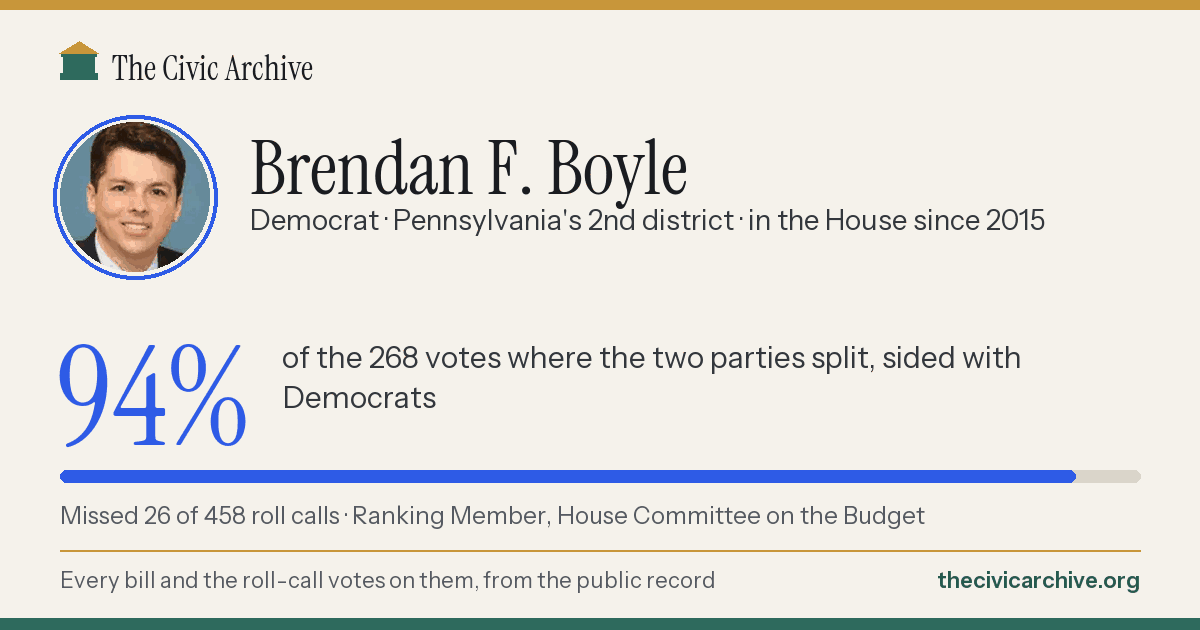 The Civic Archive
Brendan F. Boyle
Democrat · Pennsylvania's 2nd district · in the House since 2015
94%
of the 268 votes where the two parties split, sided with
Democrats
Missed 26 of 458 roll calls · Ranking Member, House Committee on the Budget
Every bill and the roll-call votes on them, from the public record
thecivicarchive.org